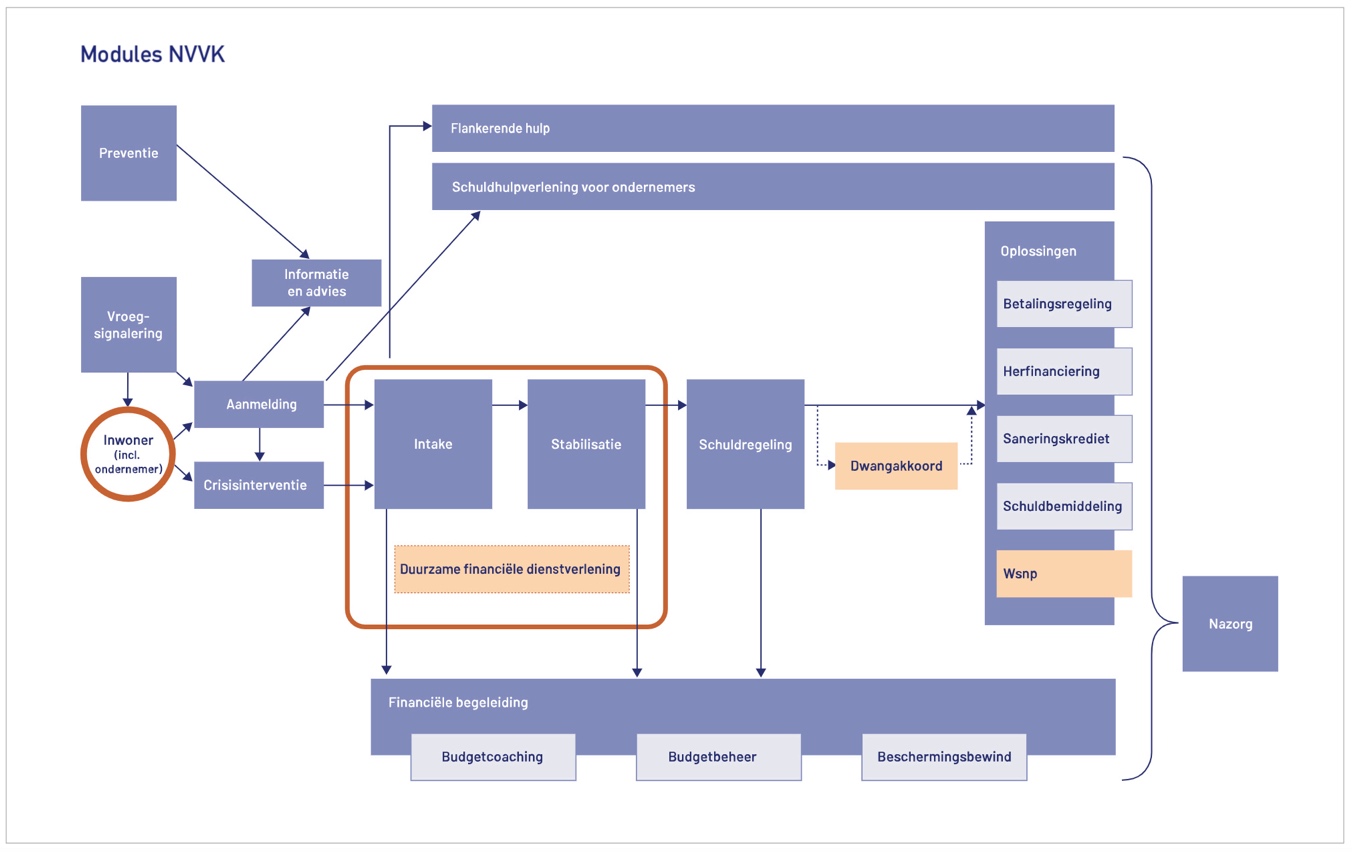 Modules NVVK
Preventie
Flankerende hulp
Schuldhulpverlening voor ondernemers
Informatie
en advies
Oplossingen
Vroeg-
signalering
Betalingsregeling
Herfinanciering
Aanmelding
Inwoner
(incl.
ondernemer)
Crisisinterventie
Intake
Stabilisatie
Schuldregeling
Saneringskrediet
Dwangakkoord
Schuldbemiddeling
Duurzame financiële dienstverlening
Wsnp
Nazorg
Financiële begeleiding
Budgetcoaching
Budgetbeheer
Beschermingsbewind